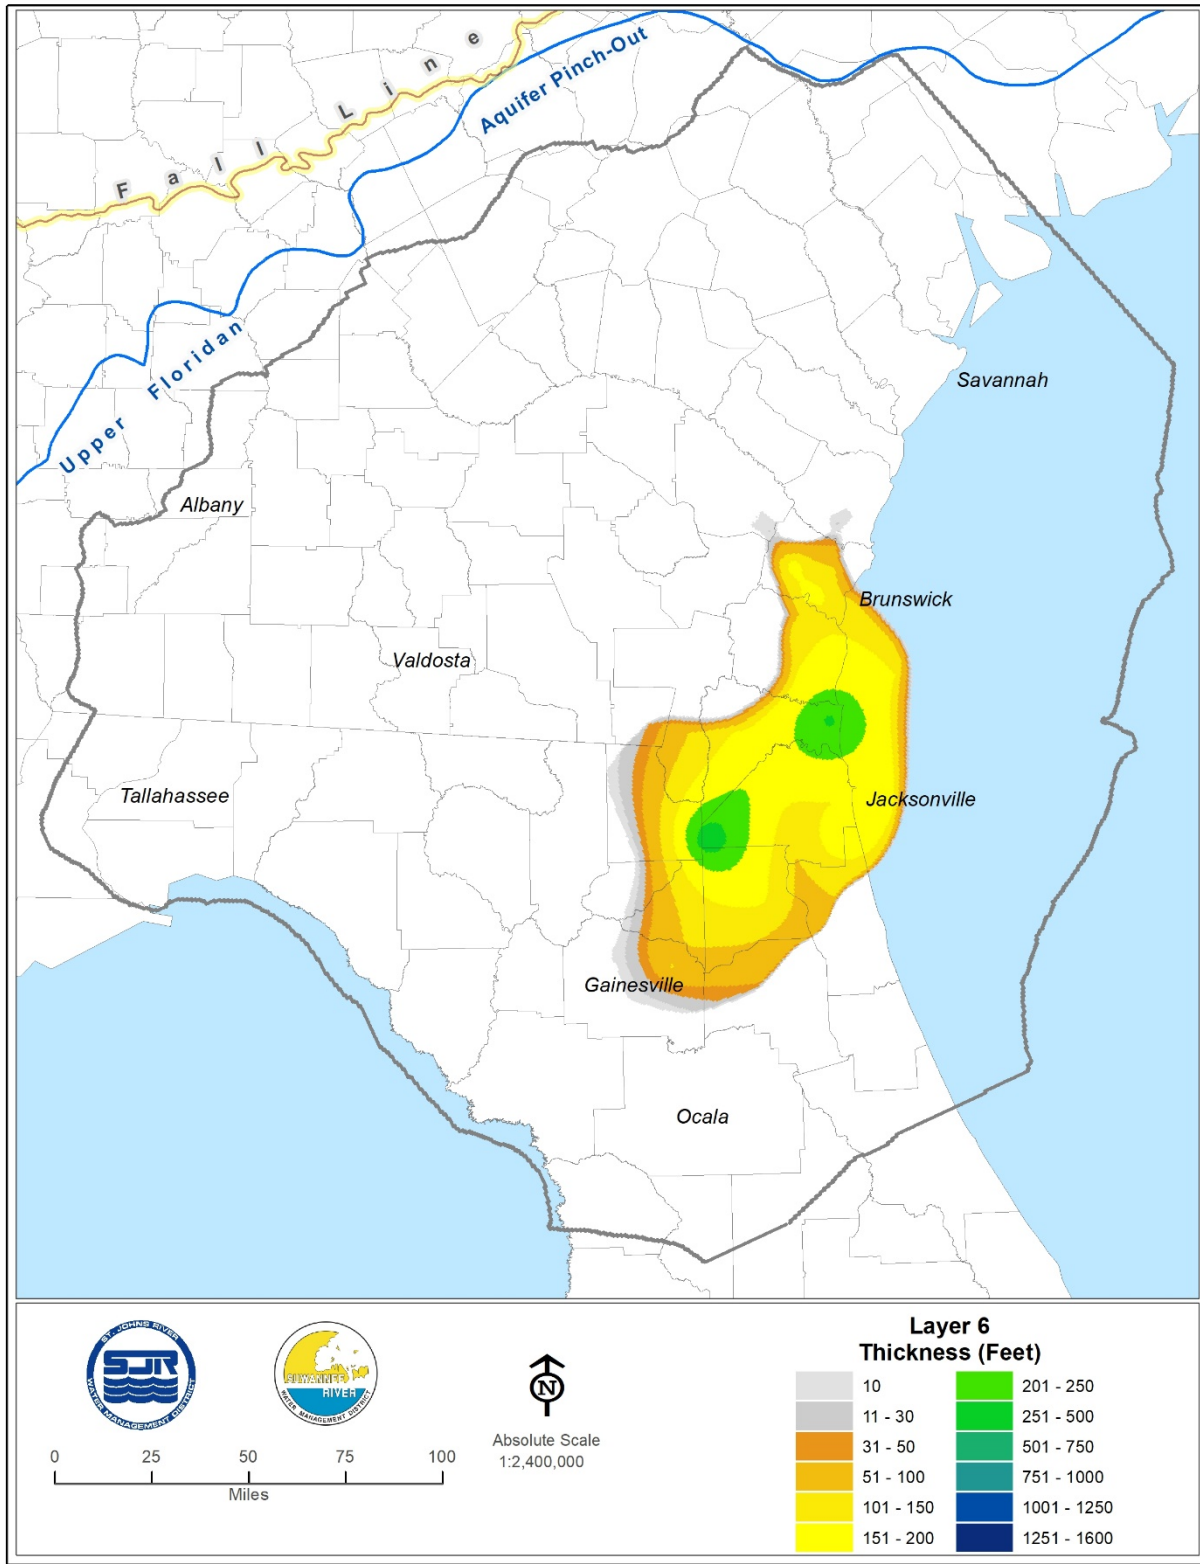 Fall Line
Aquifer Pinch-Out
Upper Floridan
Savannah
Albany
Brunswick
Valdosta
Tallahassee
Jacksonville
Gainesville
Ocala
ST. JOHNS RIVER
SJR
WATER MANAGEMENT DISTRICT
SUWANNEE
RIVER
WATER MANAGEMENT DISTRICT
N
Absolute Scale
1:2,400,000
0 25 50 75 100
Miles
Layer 6
Thickness (Feet)
10
11 - 30
31 - 50
51 - 100
101 - 150
151 - 200
201 - 250
251 - 500
501 - 750
751 - 1000
1001 - 1250
1251 - 1600